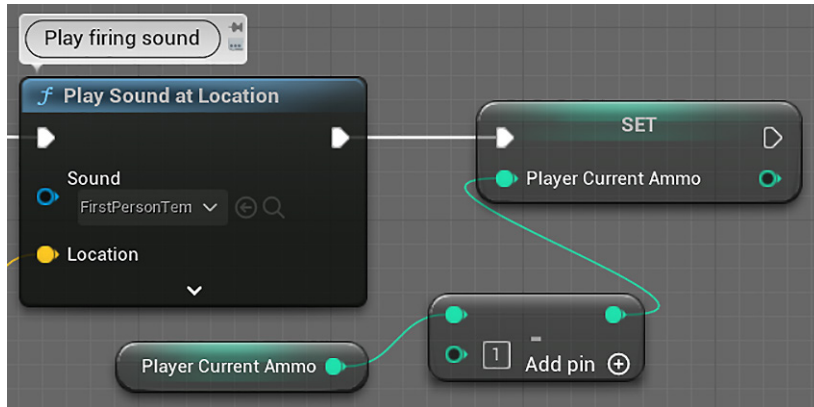 Play firing sound
f Play Sound at Location
SET
Sound
FirstPersonTem
Player Current Ammo
Location
-
1
Add pin
Player Current Ammo